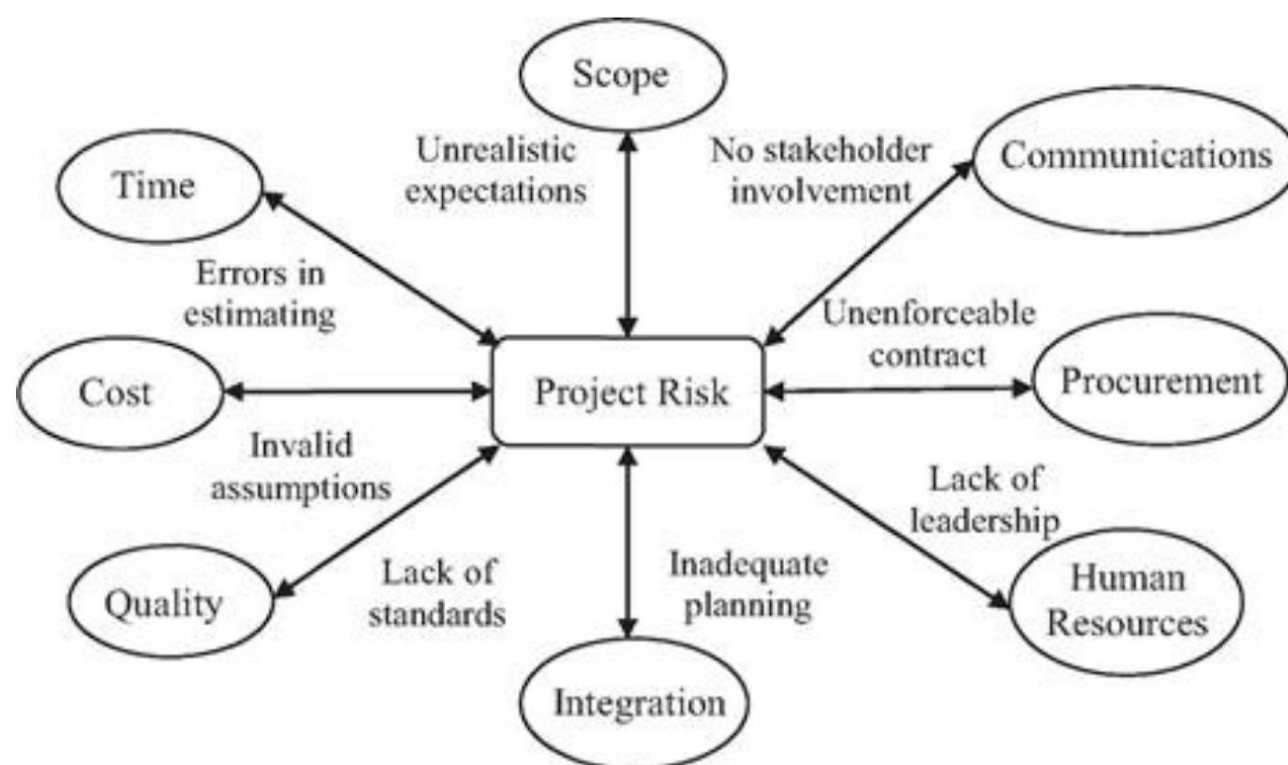 Scope
Unrealistic
expectations
No stakeholder
involvement
Communications
Time
Errors in
estimating
Unenforceable
contract
Cost
Project Risk
Procurement
Invalid
assumptions
Lack of
leadership
Quality
Lack of
standards
Inadequate
planning
Human
Resources
Integration